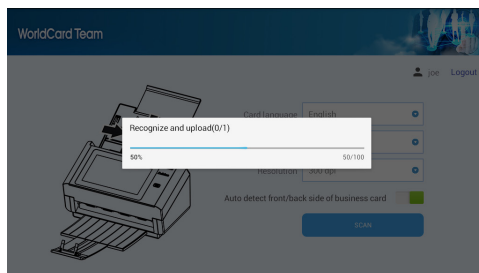 WorldCard Team
joe Logout
Card language English
Recognize and upload(0/1)
50% 50/100
Resolution 300 dpi
Auto detect front/back side of business card
SCAN